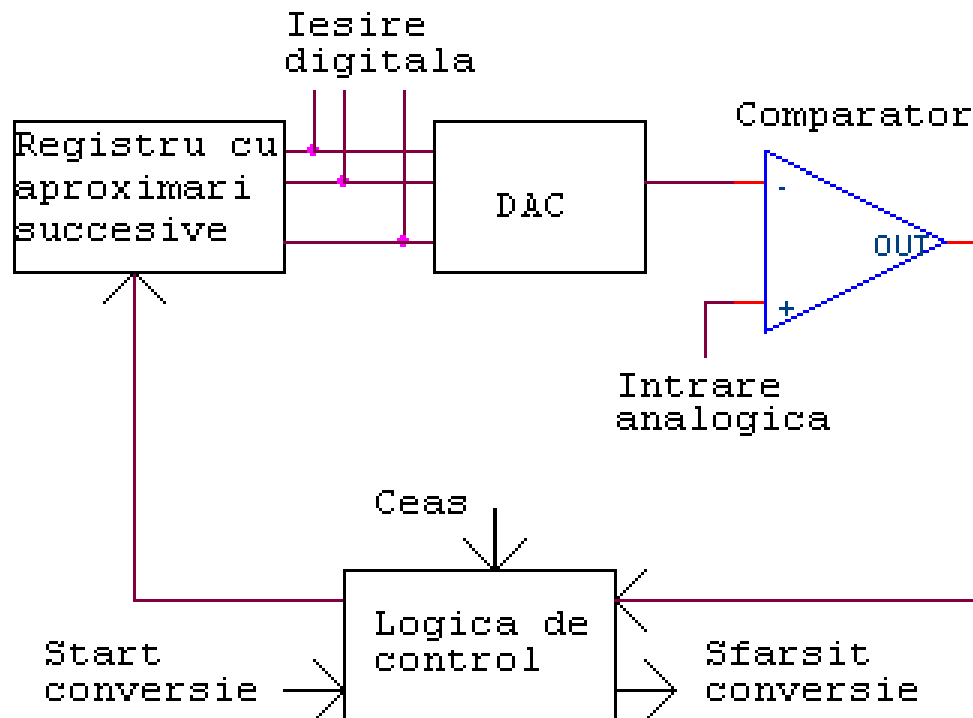 Iesire
digitala
Registru cu
aproximari
succesive
DAC
Comparator
-
OUT
+
Intrare
analogica
Ceas
Logica de
control
Start
conversie
Sfarsit
conversie